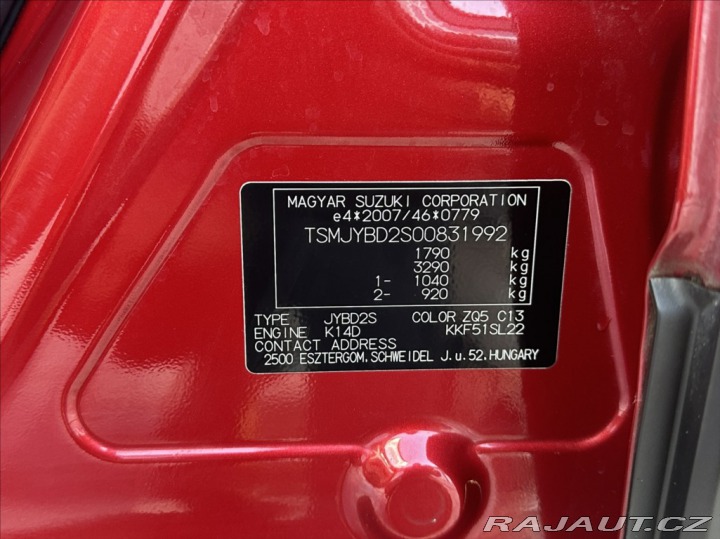 MAGYAR SUZUKI CORPORATION
e4*2007/46*0779
TSMJYBD2S00831992
1790 kg
3290 kg
1- 1040 kg
2- 920 kg
TYPE JYBD2S COLOR ZQ5 C13
ENGINE K14D KKF51SL22
CONTACT ADDRESS
2500 ESZTERGOM, SCHWEIDEL J.u.52. HUNGARY
RAJAUT.CZ